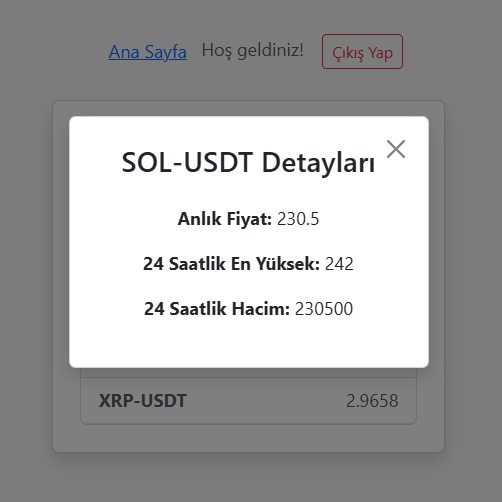 Ana Sayfa Hoş geldiniz! Çıkış Yap
SOL-USDT Detayları
Anlık Fiyat: 230.5
24 Saatlik En Yüksek: 242
24 Saatlik Hacim: 230500
XRP-USDT 2.9658